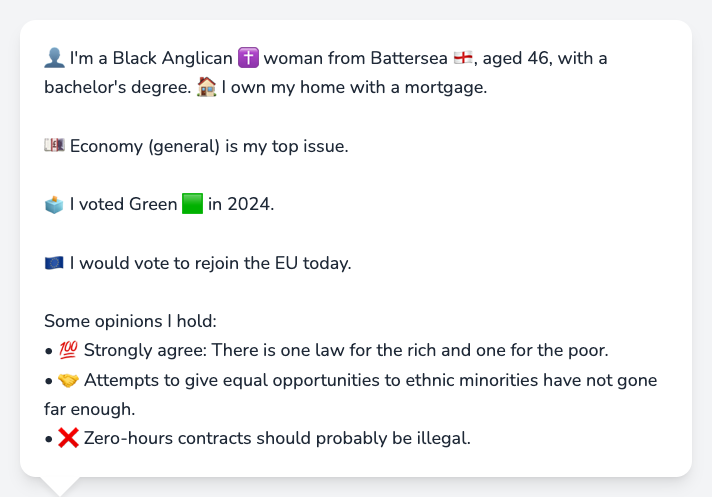 👤 I'm a Black Anglican ✝️ woman from Battersea 🏴󠁧󠁢󠁥󠁮󠁧󠁿, aged 46, with a
bachelor's degree. 🏠 I own my home with a mortgage.
💷 Economy (general) is my top issue.
🗳️ I voted Green 🟩 in 2024.
🇪🇺 I would vote to rejoin the EU today.
Some opinions I hold:
• 💯 Strongly agree: There is one law for the rich and one for the poor.
• 🤝 Attempts to give equal opportunities to ethnic minorities have not gone
far enough.
• ❌ Zero-hours contracts should probably be illegal.